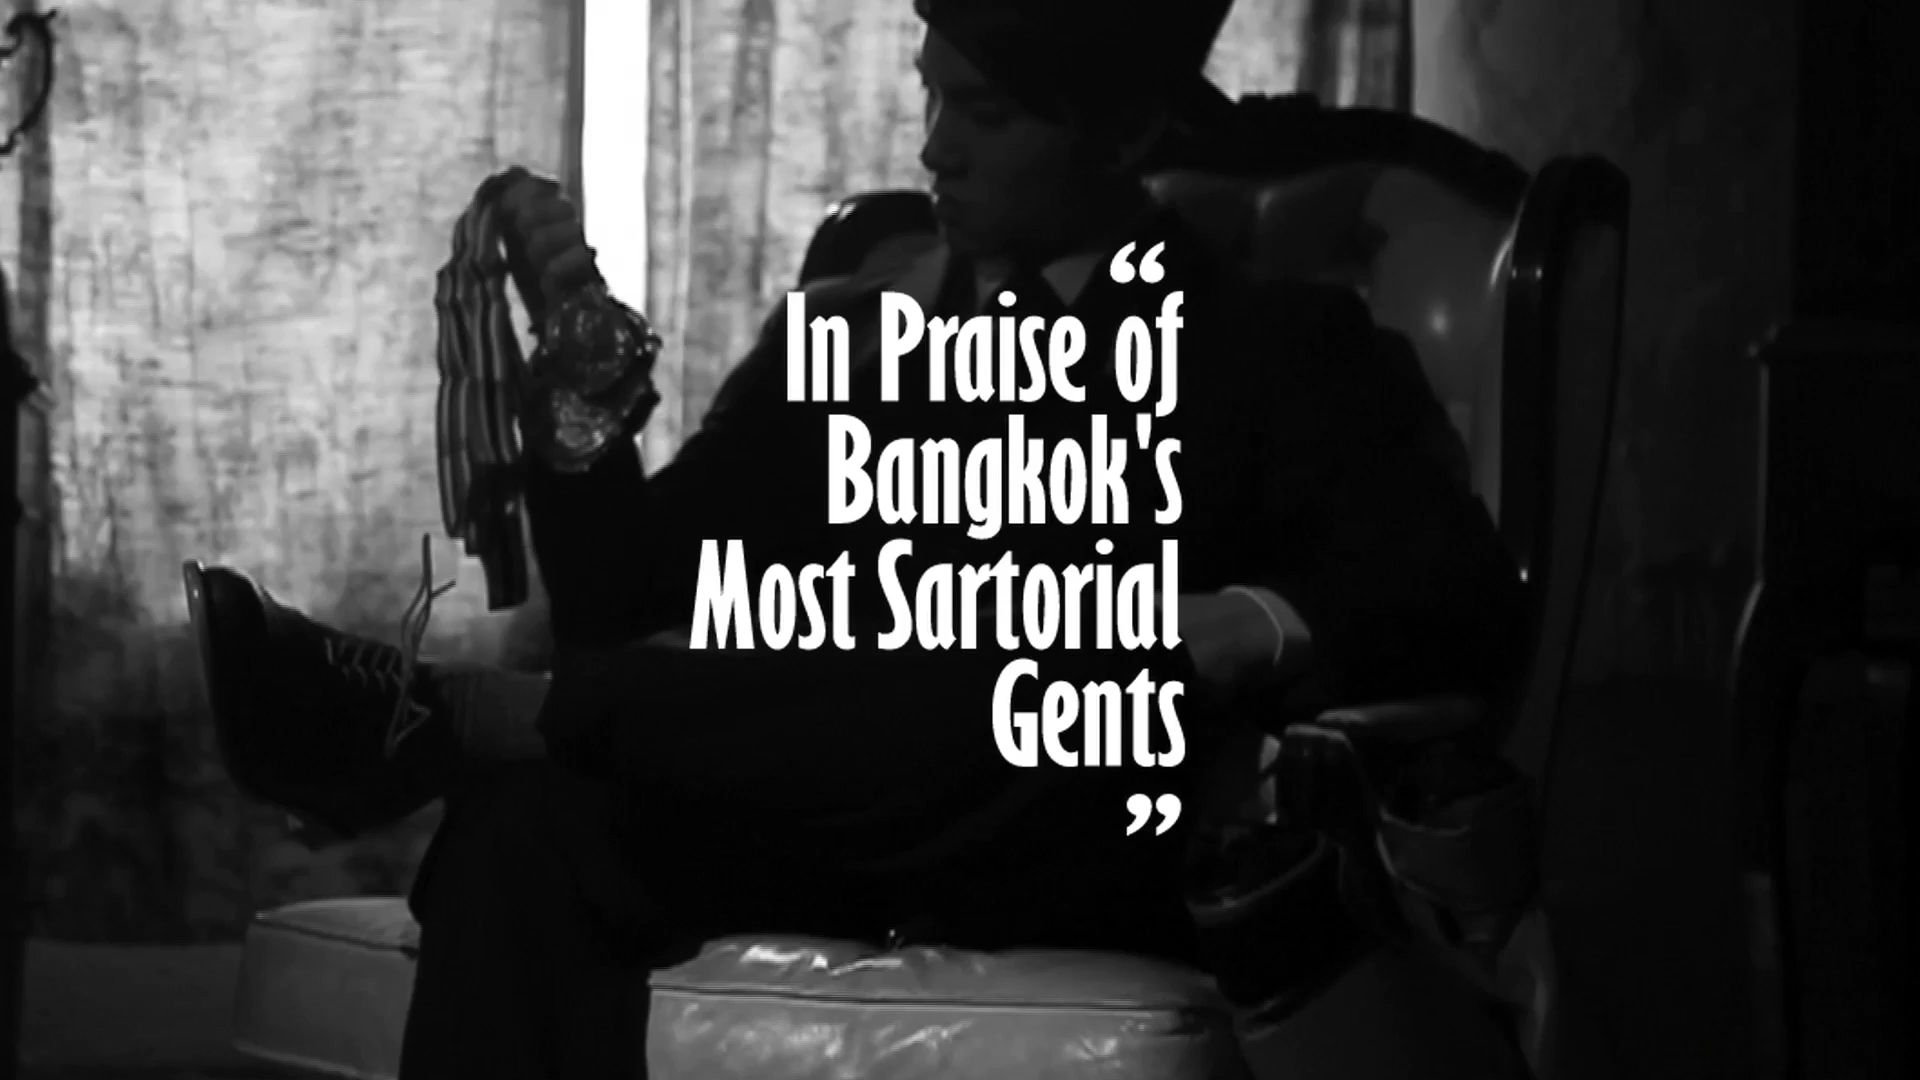 “
In Praise of
Bangkok's
Most Sartorial
Gents
”